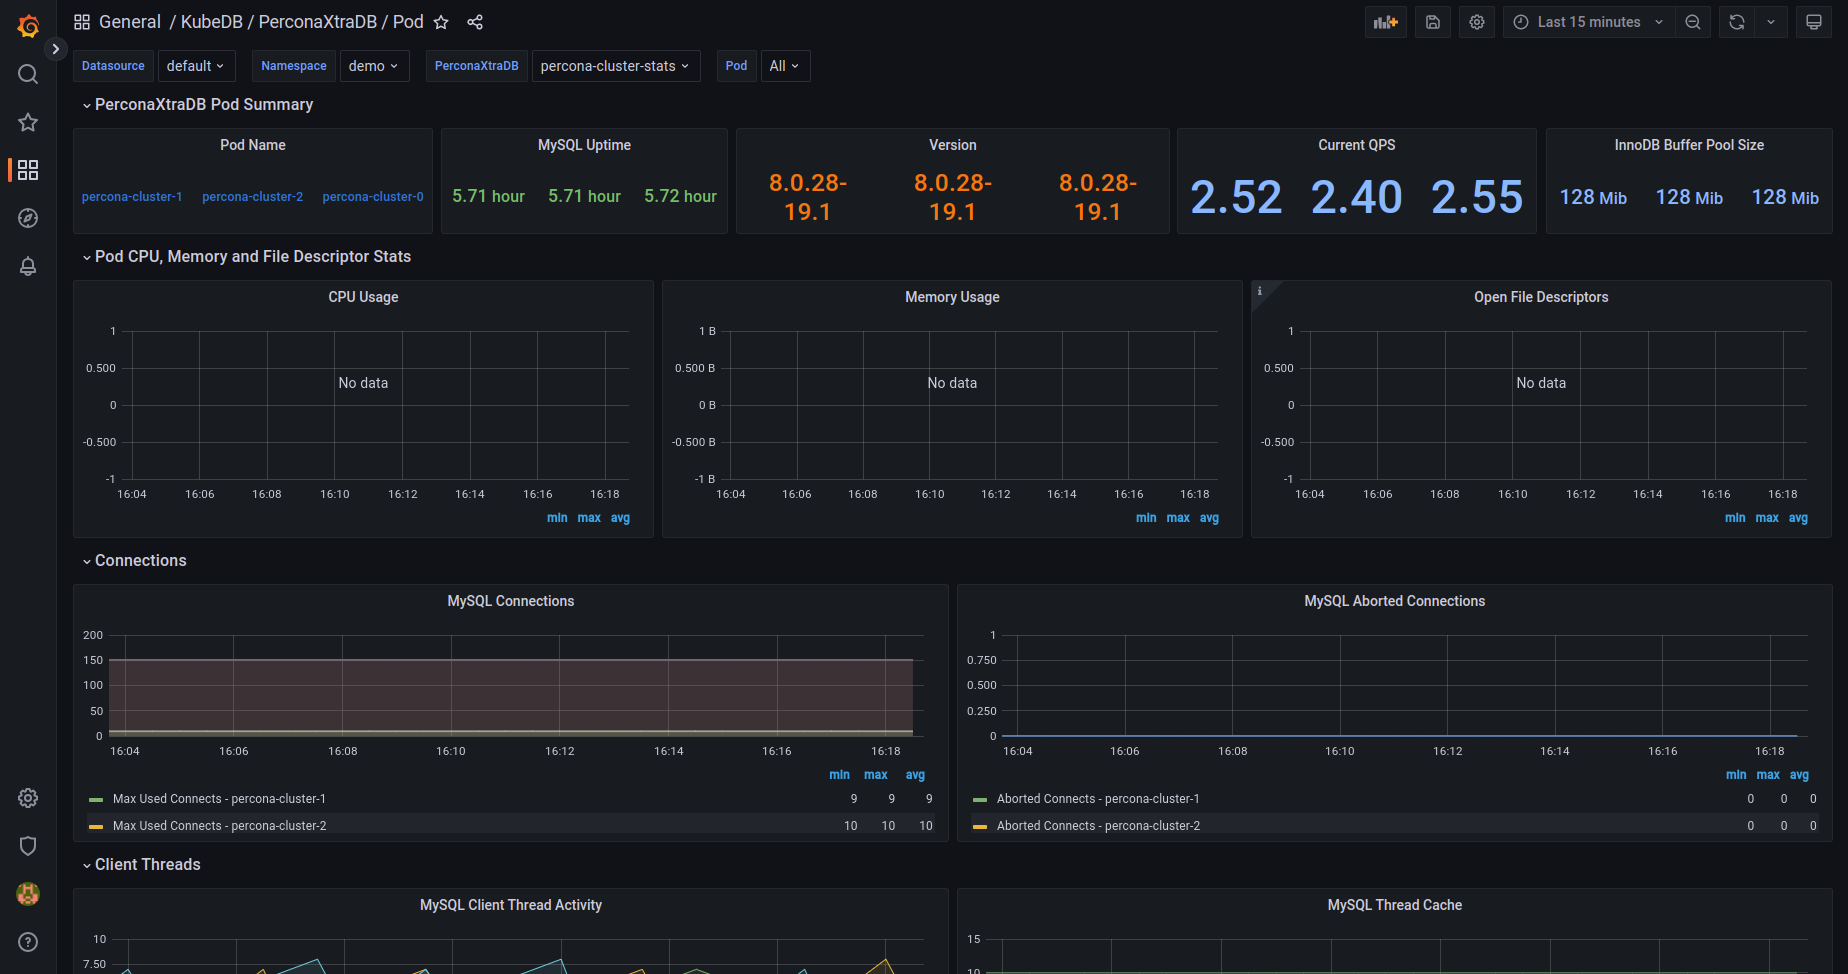 General / KubeDB / PerconaXtraDB / Pod
Last 15 minutes
Datasource default Namespace demo PerconaXtraDB percona-cluster-stats Pod All
PerconaXtraDB Pod Summary
Pod Name
percona-cluster-1 percona-cluster-2 percona-cluster-0
MySQL Uptime
5.71 hour 5.71 hour 5.72 hour
Version
8.0.28- 8.0.28- 8.0.28-
19.1 19.1 19.1
Current QPS
2.52 2.40 2.55
InnoDB Buffer Pool Size
128 Mib 128 Mib 128 Mib
Pod CPU, Memory and File Descriptor Stats
CPU Usage
1
0.500
No data
0
-0.500
-1
16:04 16:06 16:08 16:10 16:12 16:14 16:16 16:18
min max avg
Memory Usage
1 B
0.500 B
No data
0 B
-0.500 B
-1 B
16:04 16:06 16:08 16:10 16:12 16:14 16:16 16:18
min max avg
i
Open File Descriptors
1
0.500
No data
0
-0.500
-1
16:04 16:06 16:08 16:10 16:12 16:14 16:16 16:18
min max avg
Connections
MySQL Connections
200
150
100
50
0
16:04 16:06 16:08 16:10 16:12 16:14 16:16 16:18
min max avg
Max Used Connects - percona-cluster-1 9 9 9
Max Used Connects - percona-cluster-2 10 10 10
MySQL Aborted Connections
1
0.750
0.500
0.250
0
16:04 16:06 16:08 16:10 16:12 16:14 16:16 16:18
min max avg
Aborted Connects - percona-cluster-1 0 0 0
Aborted Connects - percona-cluster-2 0 0 0
Client Threads
MySQL Client Thread Activity
10
7.50
MySQL Thread Cache
15
10